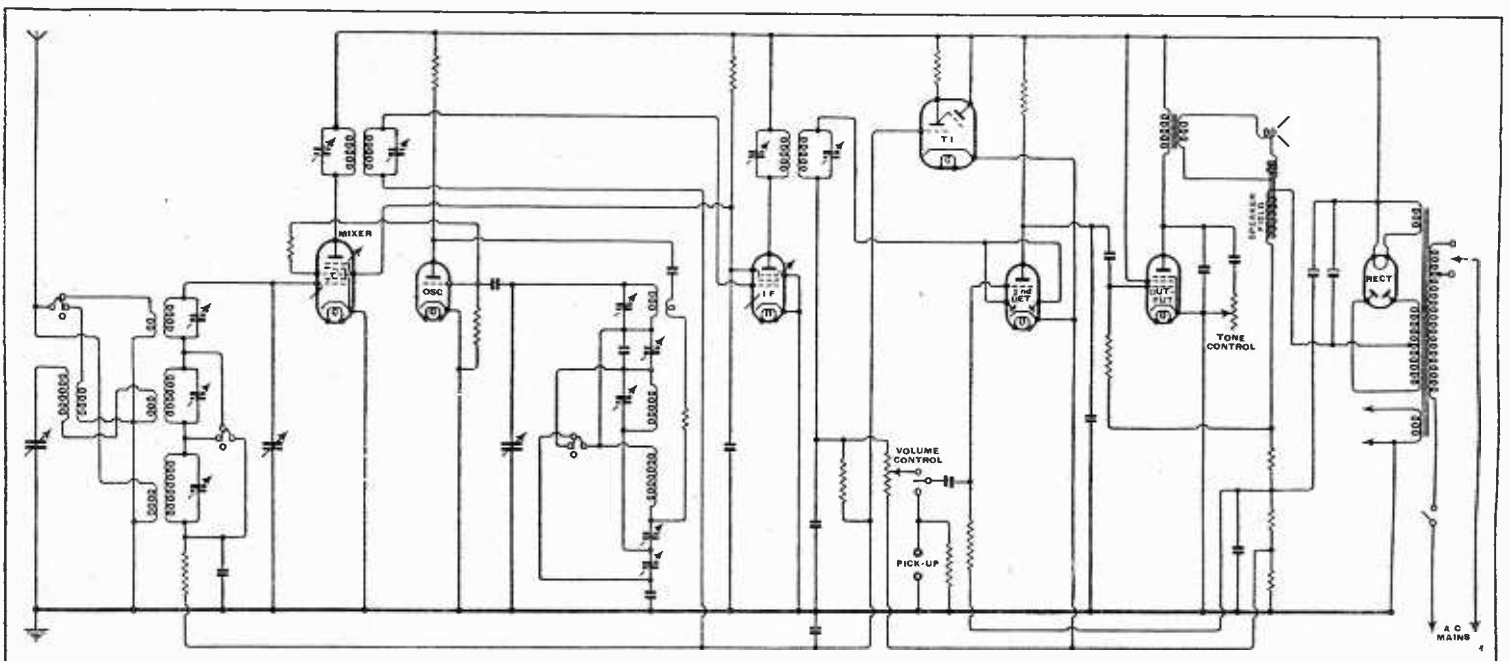 MIXER
OSC
I F
T I
2nd
DET
OUT-
PUT
TONE
CONTROL
SPEAKER
FIELD
RECT
VOLUME
CONTROL
PICK-UP
A C
MAINS